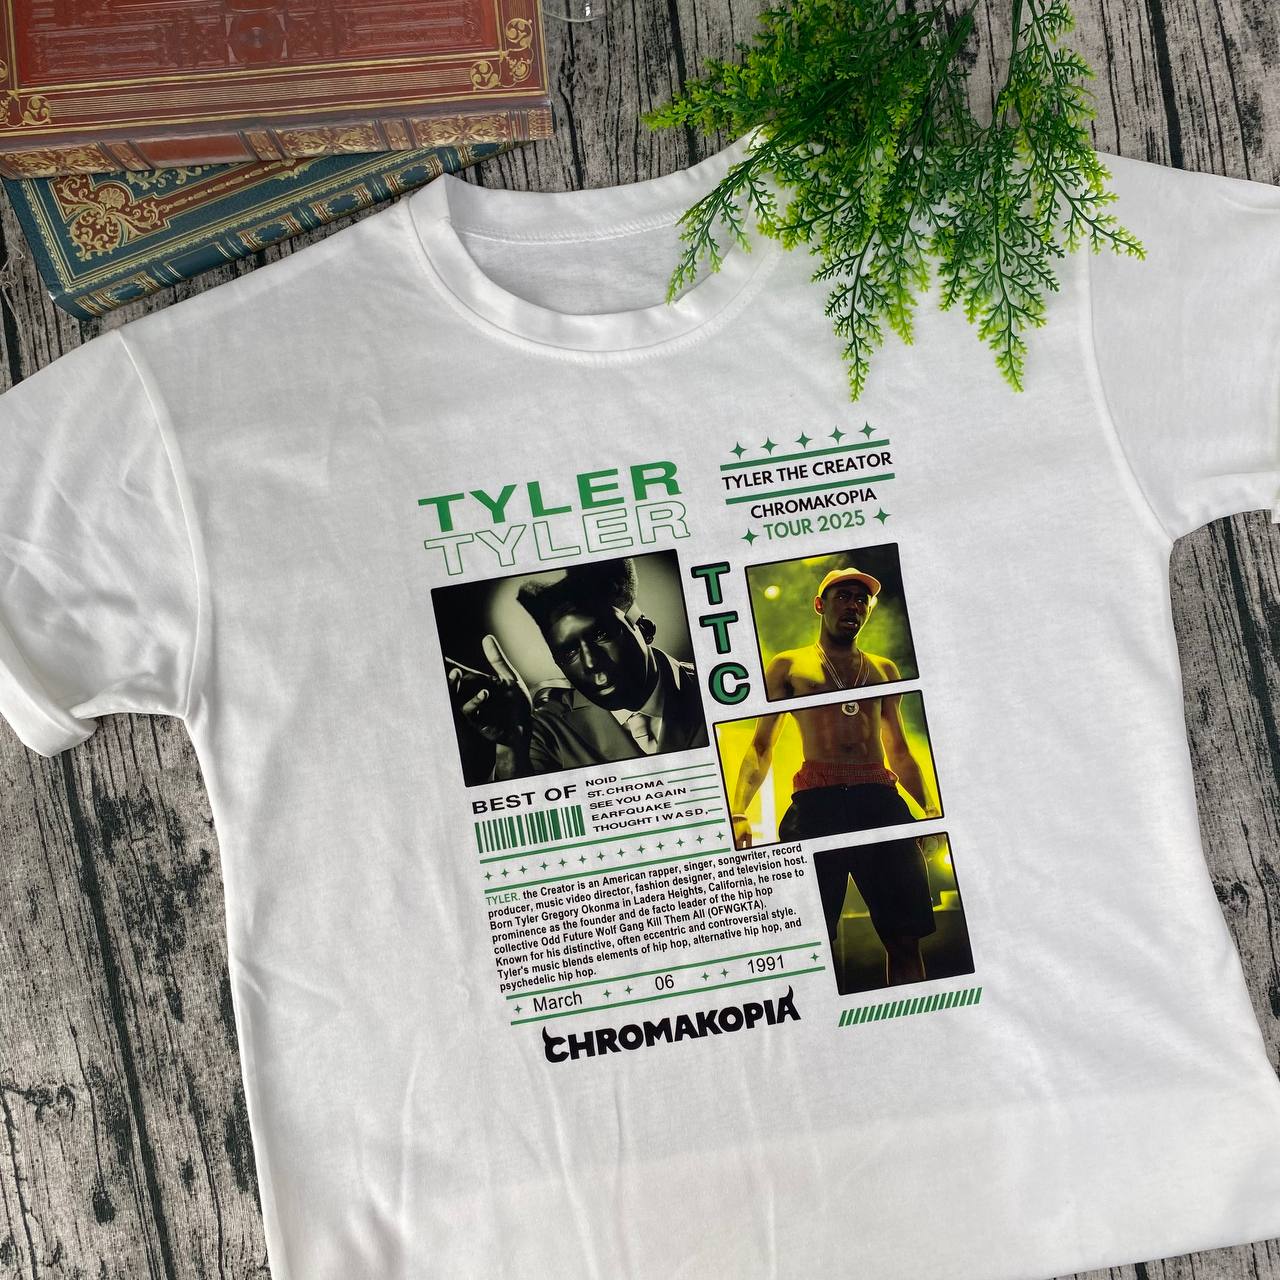 TYLER
TYLER
TYLER THE CREATOR
CHROMAKOPIA
TOUR 2025
T
T
C
BEST OF
NOID
ST. CHROMA
SEE YOU AGAIN
EARFQUAKE
THOUGHT I WAS D,
TYLER. the Creator is an American rapper, singer, songwriter, record
producer, music video director, fashion designer, and television host.
Born Tyler Gregory Okonma in Ladera Heights, California, he rose to
prominence as the founder and de facto leader of the hip hop
collective Odd Future Wolf Gang Kill Them All (OFWGKTA).
Known for his distinctive, often eccentric and controversial style.
Tyler's music blends elements of hip hop, alternative hip hop, and
psychedelic hip hop.
March 06 1991
CHROMAKOPIA